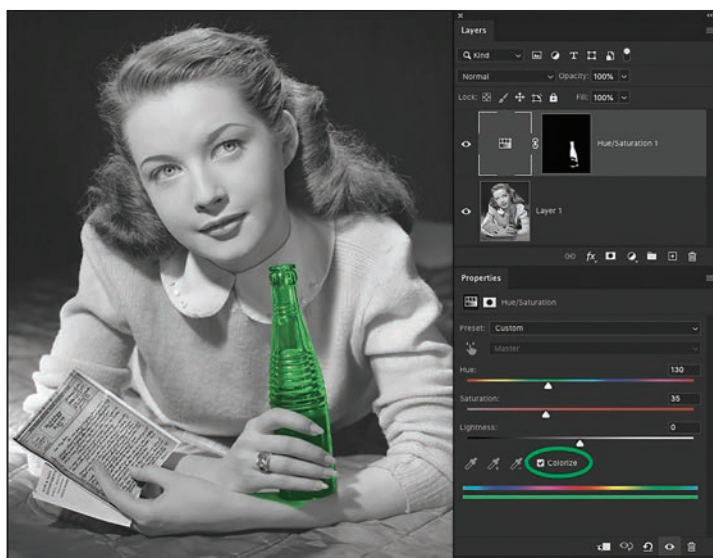 Layers
Kind
Normal
Opacity: 100%
Lock:
Fill: 100%
Hue/Saturation 1
Layer 1
fx
Properties
Hue/Saturation
Preset: Custom
Master
Hue: 130
Saturation: 35
Lightness: 0
Colorize